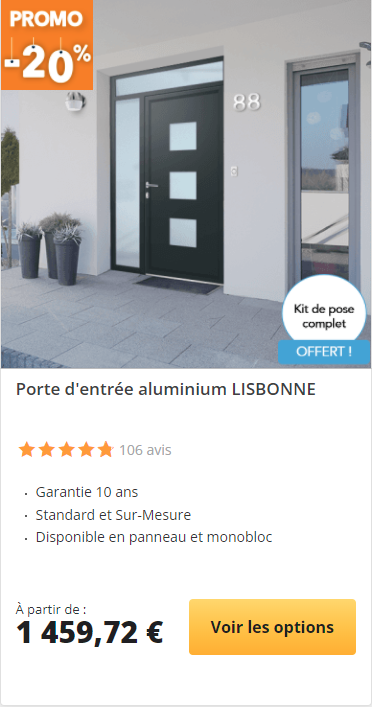 PROMO
-20%
88
Kit de pose
complet
OFFERT !
Porte d'entrée aluminium LISBONNE
106 avis
· Garantie 10 ans
· Standard et Sur-Mesure
· Disponible en panneau et monobloc
À partir de :
1 459,72 €
Voir les options